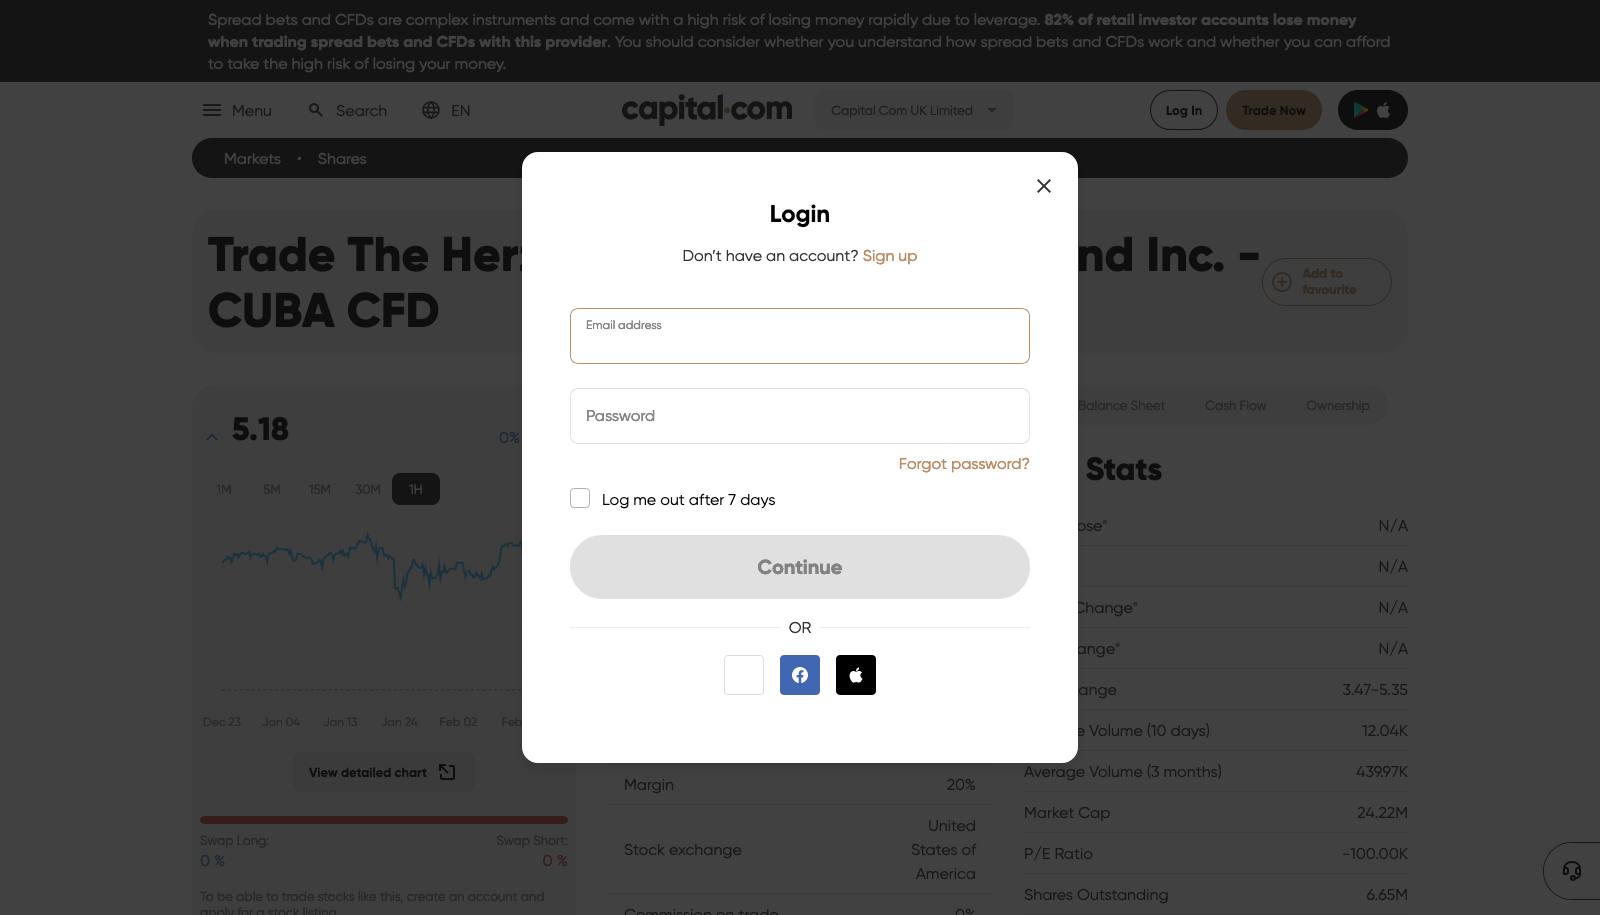 Spread bets and CFDs are complex instruments and come with a high risk of losing money rapidly due to leverage. 82% of retail investor accounts lose money
when trading spread bets and CFDs with this provider. You should consider whether you understand how spread bets and CFDs work and whether you can afford
to take the high risk of losing your money.
Menu
Search
EN
capital.com
Capital Com UK Limited
Log In
Trade Now
Markets • Shares
Trade The Her
nd Inc. -
CUBA CFD
Add to
favourite
Login
Don't have an account? Sign up
Email address
Password
Forgot password?
Log me out after 7 days
Continue
OR
5.18
0%
1M
5M
15M
30M
1H
Dec 23
Jan 04
Jan 13
Jan 24
Feb 02
Feb
View detailed chart
Swap Long:
Swap Short:
0 %
0 %
To be able to trade stocks like this, create an account and
apply for a stock listing
Margin
20%
Stock exchange
United
States of
America
Commission on trade
0%
Balance Sheet
Cash Flow
Ownership
Stats
ose*
N/A
N/A
Change*
N/A
ange*
N/A
ange
3.47-5.35
e Volume (10 days)
12.04K
Average Volume (3 months)
439.97K
Market Cap
24.22M
P/E Ratio
-100.00K
Shares Outstanding
6.65M